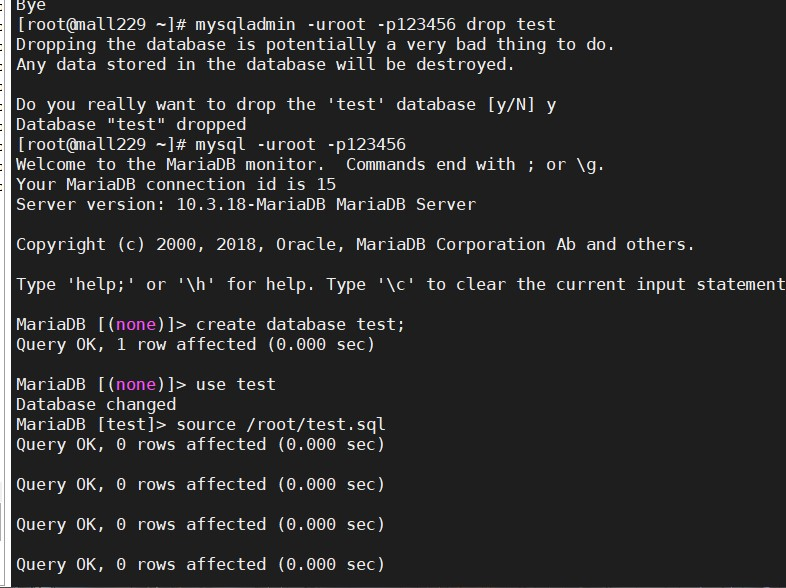 Bye
[root@mall229 ~]# mysqladmin -uroot -p123456 drop test
Dropping the database is potentially a very bad thing to do.
Any data stored in the database will be destroyed.
Do you really want to drop the 'test' database [y/N] y
Database "test" dropped
[root@mall229 ~]# mysql -uroot -p123456
Welcome to the MariaDB monitor.  Commands end with ; or \g.
Your MariaDB connection id is 15
Server version: 10.3.18-MariaDB MariaDB Server
Copyright (c) 2000, 2018, Oracle, MariaDB Corporation Ab and others.
Type 'help;' or '\h' for help. Type '\c' to clear the current input statement
MariaDB [(none)]> create database test;
Query OK, 1 row affected (0.000 sec)
MariaDB [(none)]> use test
Database changed
MariaDB [test]> source /root/test.sql
Query OK, 0 rows affected (0.000 sec)
Query OK, 0 rows affected (0.000 sec)
Query OK, 0 rows affected (0.000 sec)
Query OK, 0 rows affected (0.000 sec)